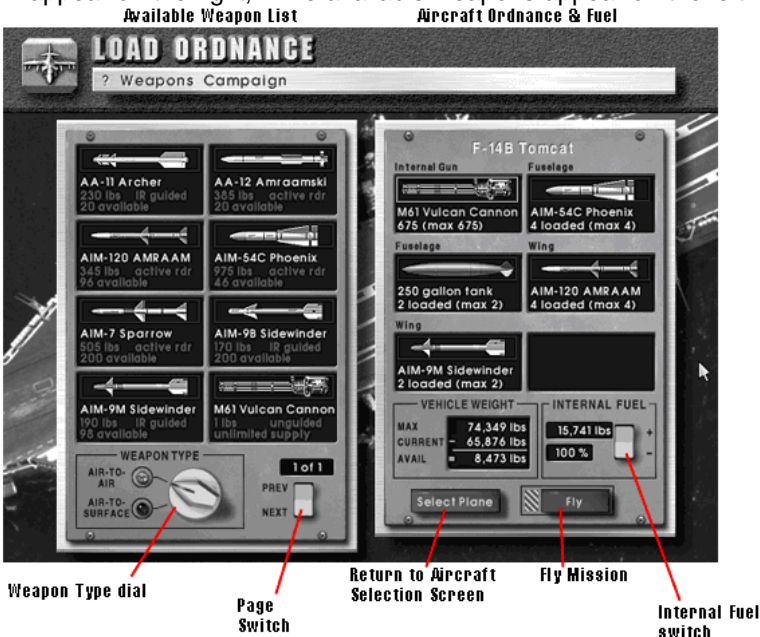 Available Weapon List
Aircraft Ordnance & Fuel
LOAD ORDNANCE
? Weapons Campaign
AA-11 Archer
230 lbs IR guided
20 available
AA-12 Amraamski
385 lbs active rdr
20 available
AIM-120 AMRAAM
345 lbs active rdr
96 available
AIM-54C Phoenix
975 lbs active rdr
46 available
AIM-7 Sparrow
505 lbs active rdr
200 available
AIM-9B Sidewinder
170 lbs IR guided
200 available
AIM-9M Sidewinder
190 lbs IR guided
98 available
M61 Vulcan Cannon
1 lbs unguided
unlimited supply
WEAPON TYPE
AIR-TO-
AIR
AIR-TO-
SURFACE
1 of 1
PREV
NEXT
F-14B Tomcat
Internal Gun
M61 Vulcan Cannon
675 (max 675)
Fuselage
AIM-54C Phoenix
4 loaded (max 4)
Fuselage
250 gallon tank
2 loaded (max 2)
Wing
AIM-120 AMRAAM
4 loaded (max 4)
Wing
AIM-9M Sidewinder
2 loaded (max 2)
VEHICLE WEIGHT
MAX 74,349 lbs
CURRENT - 65,876 lbs
AVAIL = 8,473 lbs
INTERNAL FUEL
15,741 lbs +
100 % -
Select Plane
Fly
Weapon Type dial
Page
Switch
Return to Aircraft
Selection Screen
Fly Mission
Internal Fuel
switch